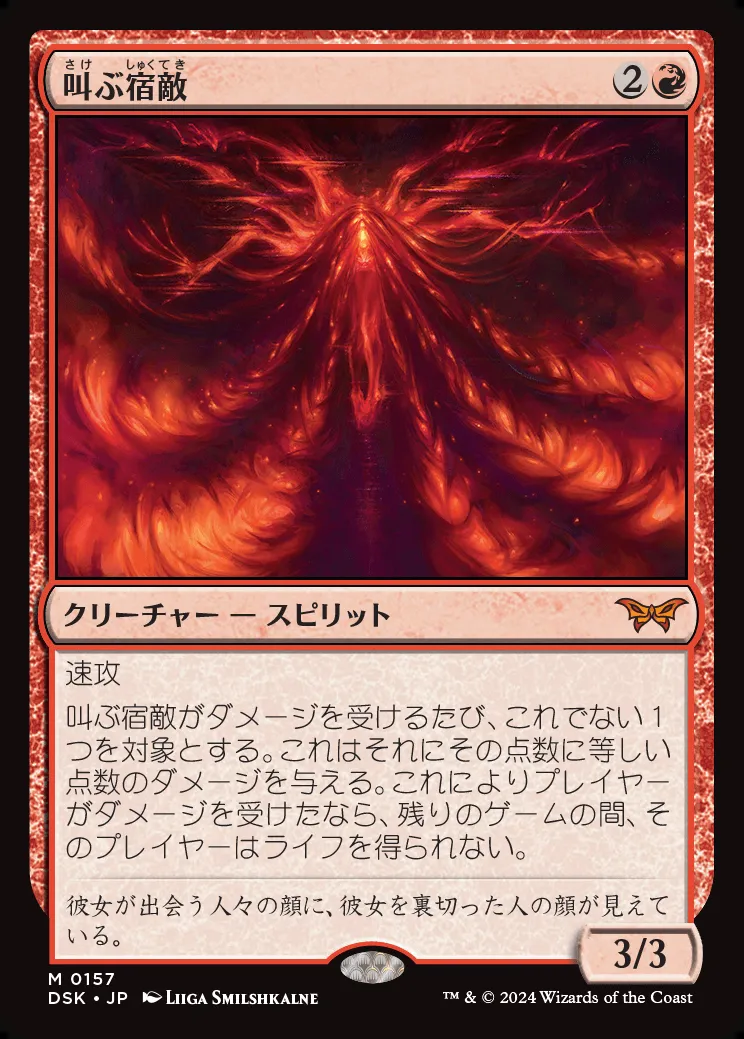 さけ しゅくてき
叫ぶ宿敵 2
クリーチャー — スピリット
速攻
叫ぶ宿敵がダメージを受けるたび、これでない１
つを対象とする。これはそれにその点数に等しい
点数のダメージを与える。これによりプレイヤー
がダメージを受けたなら、残りのゲームの間、そ
のプレイヤーはライフを得られない。
彼女が出会う人々の顔に、彼女を裏切った人の顔が見えて
いる。
3/3
M 0157
DSK • JP Liiga Smilshkalne
™ & © 2024 Wizards of the Coast